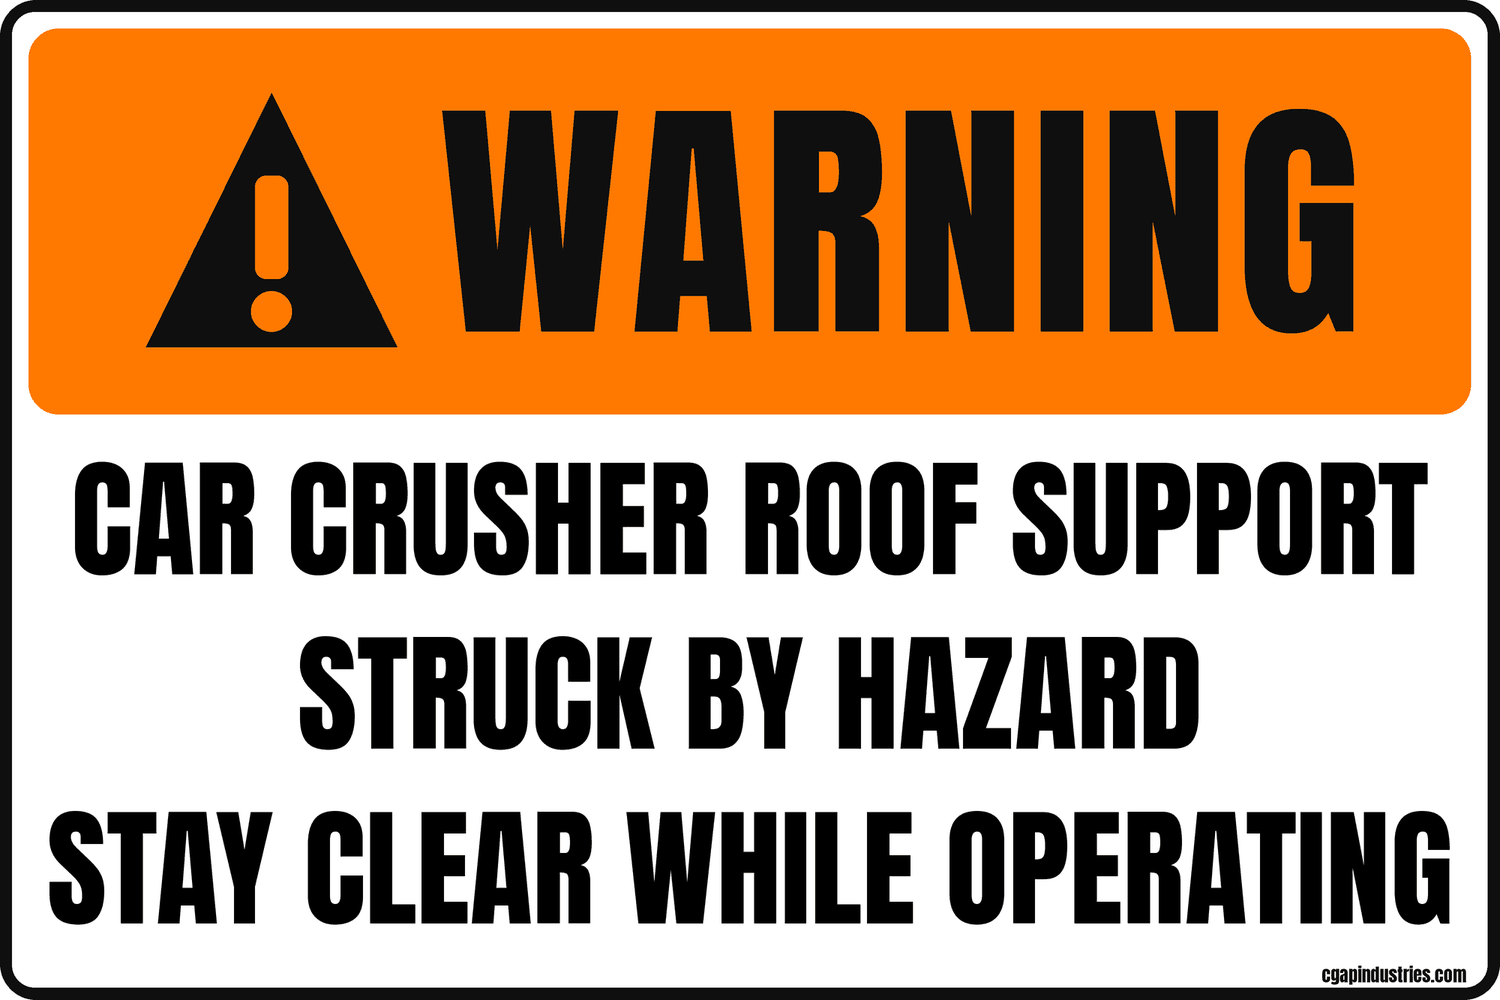 WARNING
CAR CRUSHER ROOF SUPPORT
STRUCK BY HAZARD
STAY CLEAR WHILE OPERATING
cgapindustries.com